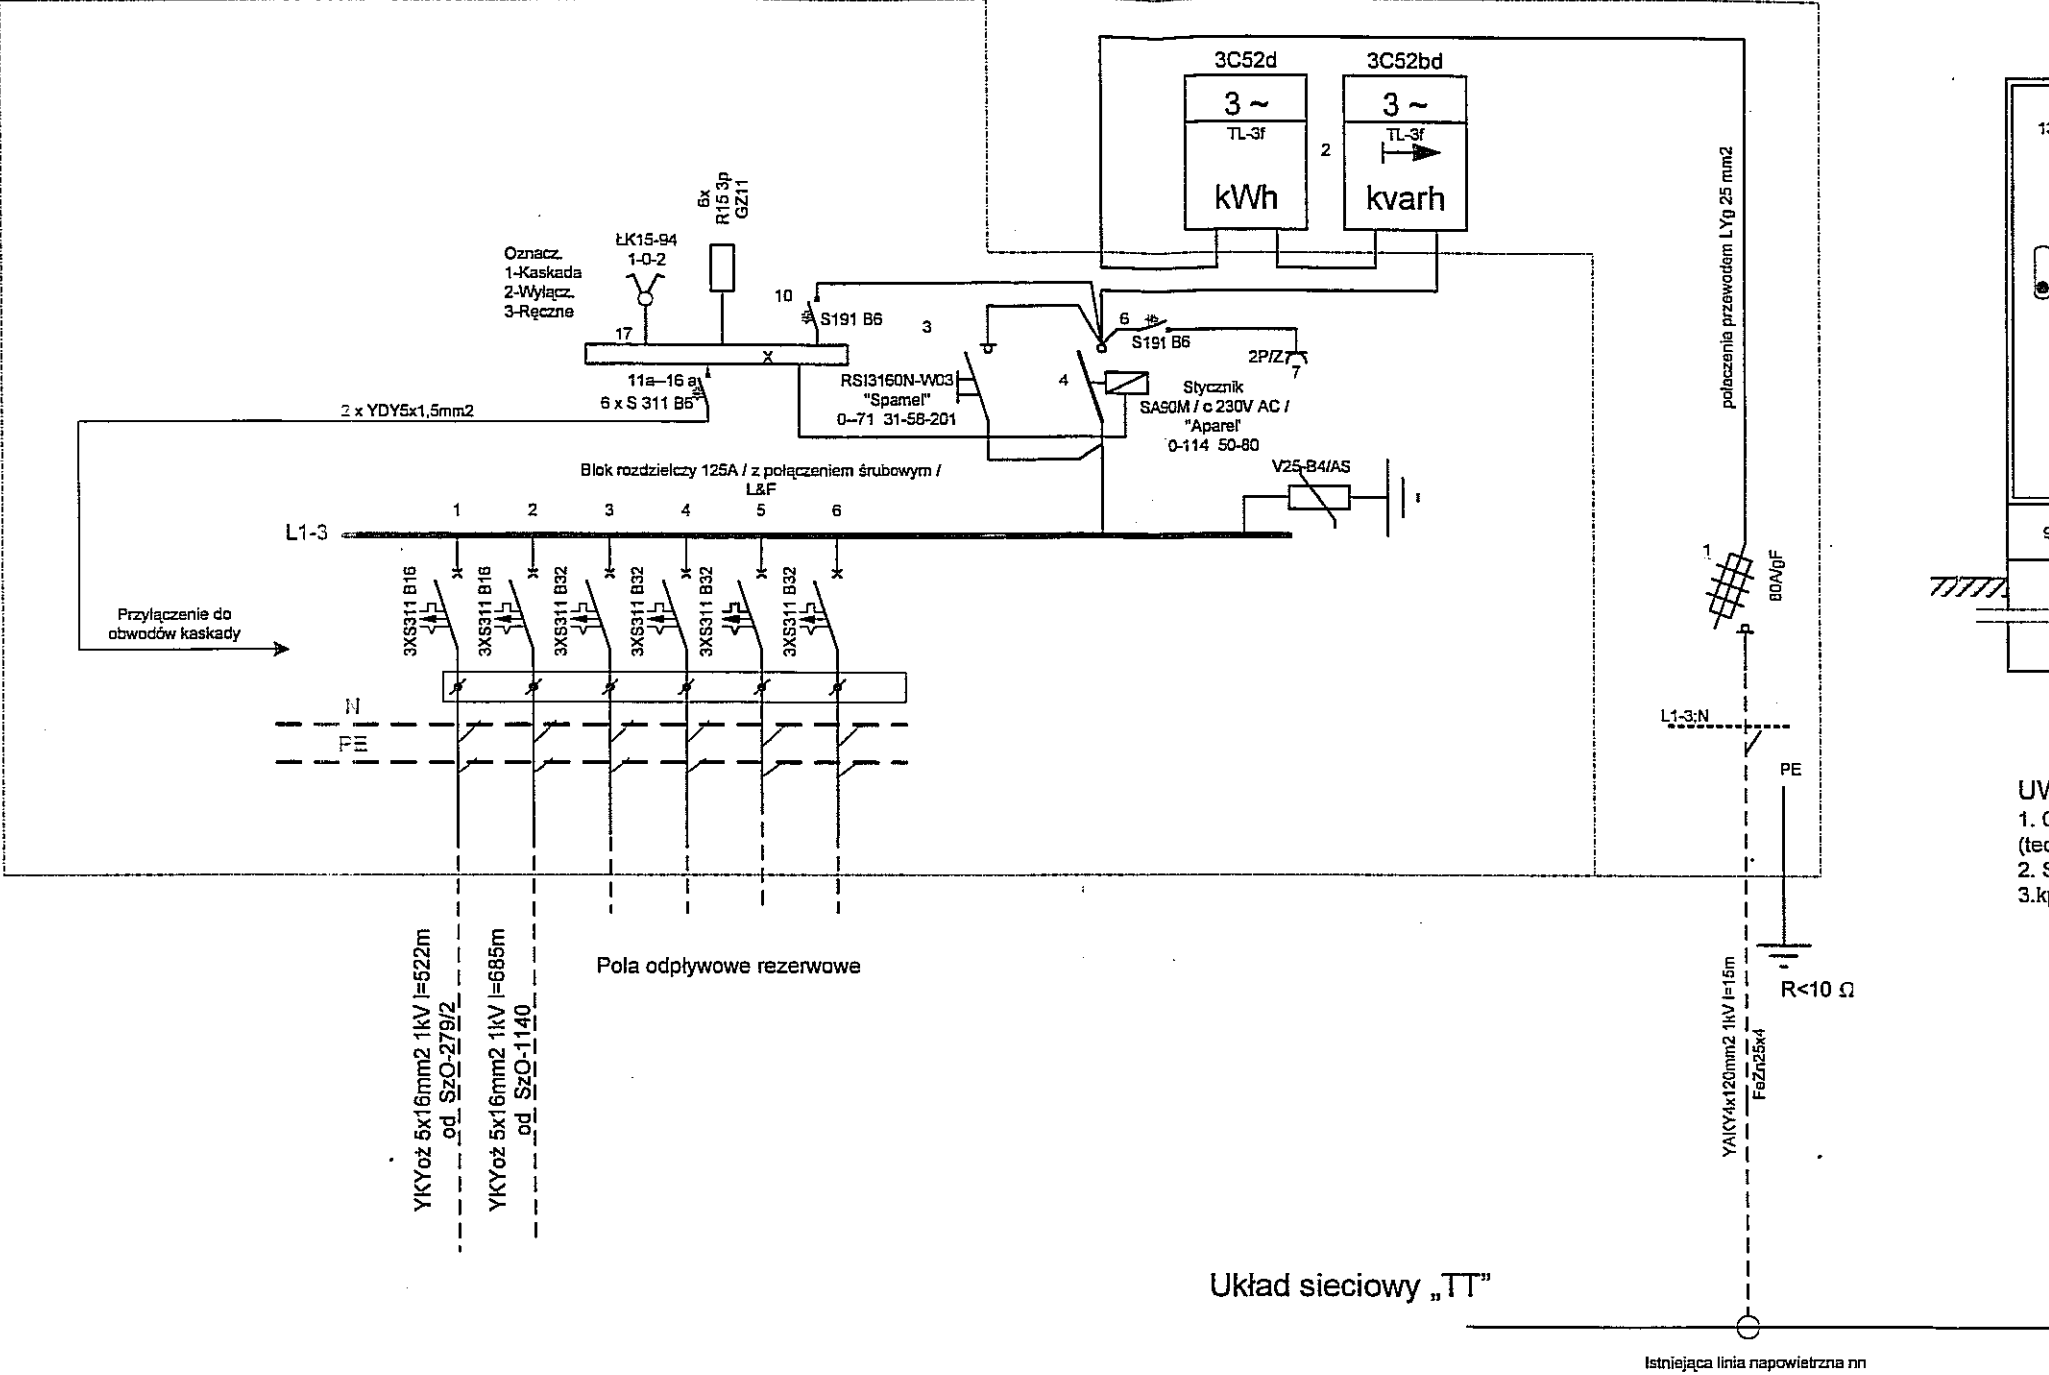 3C52d
3 ~
TL-3f
kWh
2
3C52bd
3 ~
TL-3f
kvarh
połączenia przewodem LYg 25 mm2
6x
R15 3p
GZ11
Oznacz.
1-Kaskada
2-Wyłącz.
3-Ręczne
ŁK15-94
1-0-2
17
x
10
S191 B6
3
6
S191 B6
2P/Z
7
11a-16 a
6 x S 311 B6
2 x YDY5x1,5mm2
RSI3160N-W03
"Spamel"
0-71 31-58-201
4
Stycznik
SA90M / c 230V AC /
"Aparel"
0-114 50-80
Blok rozdzielczy 125A / z połączeniem śrubowym /
L&F
V25-B4/AS
L1-3
1 2 3 4 5 6
3XS311 B16
3XS311 B16
3XS311 B32
3XS311 B32
3XS311 B32
3XS311 B32
Przyłączenie do
obwodów kaskady
N
PE
1
80A/gF
L1-3;N
PE
R<10 Ω
YKYoż 5x16mm2 1kV l=522m
od SzO-279/2
YKYoż 5x16mm2 1kV l=685m
od SzO-1140
Pola odpływowe rezerwowe
YAKY4x120mm2 1kV l=15m
FeZn25x4
Układ sieciowy „TT”
Istniejąca linia napowietrzna nn
1.
2. S